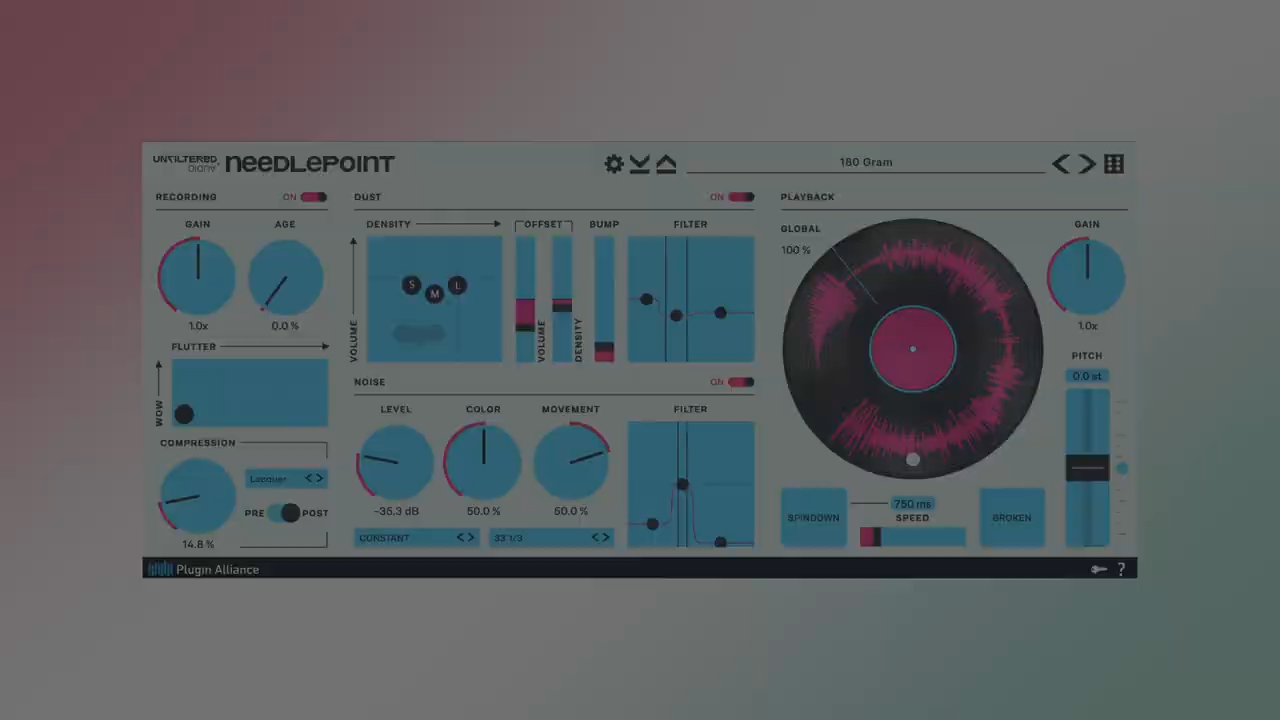 UNFILTERED AUDIO NEEDLEPOINT
180 Gram
RECORDING ON
GAIN AGE
1.0x 0.0 %
FLUTTER
WOW
COMPRESSION
Lacquer < >
PRE POST
14.8 %
DUST ON
DENSITY OFFSET BUMP FILTER
VOLUME
S M L
VOLUME
DENSITY
NOISE ON
LEVEL COLOR MOVEMENT FILTER
-35.3 dB 50.0 % 60.0 %
CONSTANT < > 33 1/3 < >
PLAYBACK
GLOBAL
100 %
GAIN
1.0x
PITCH
0.0 st
SPINDOWN
750 ms
SPEED
BROKEN
Plugin Alliance
?